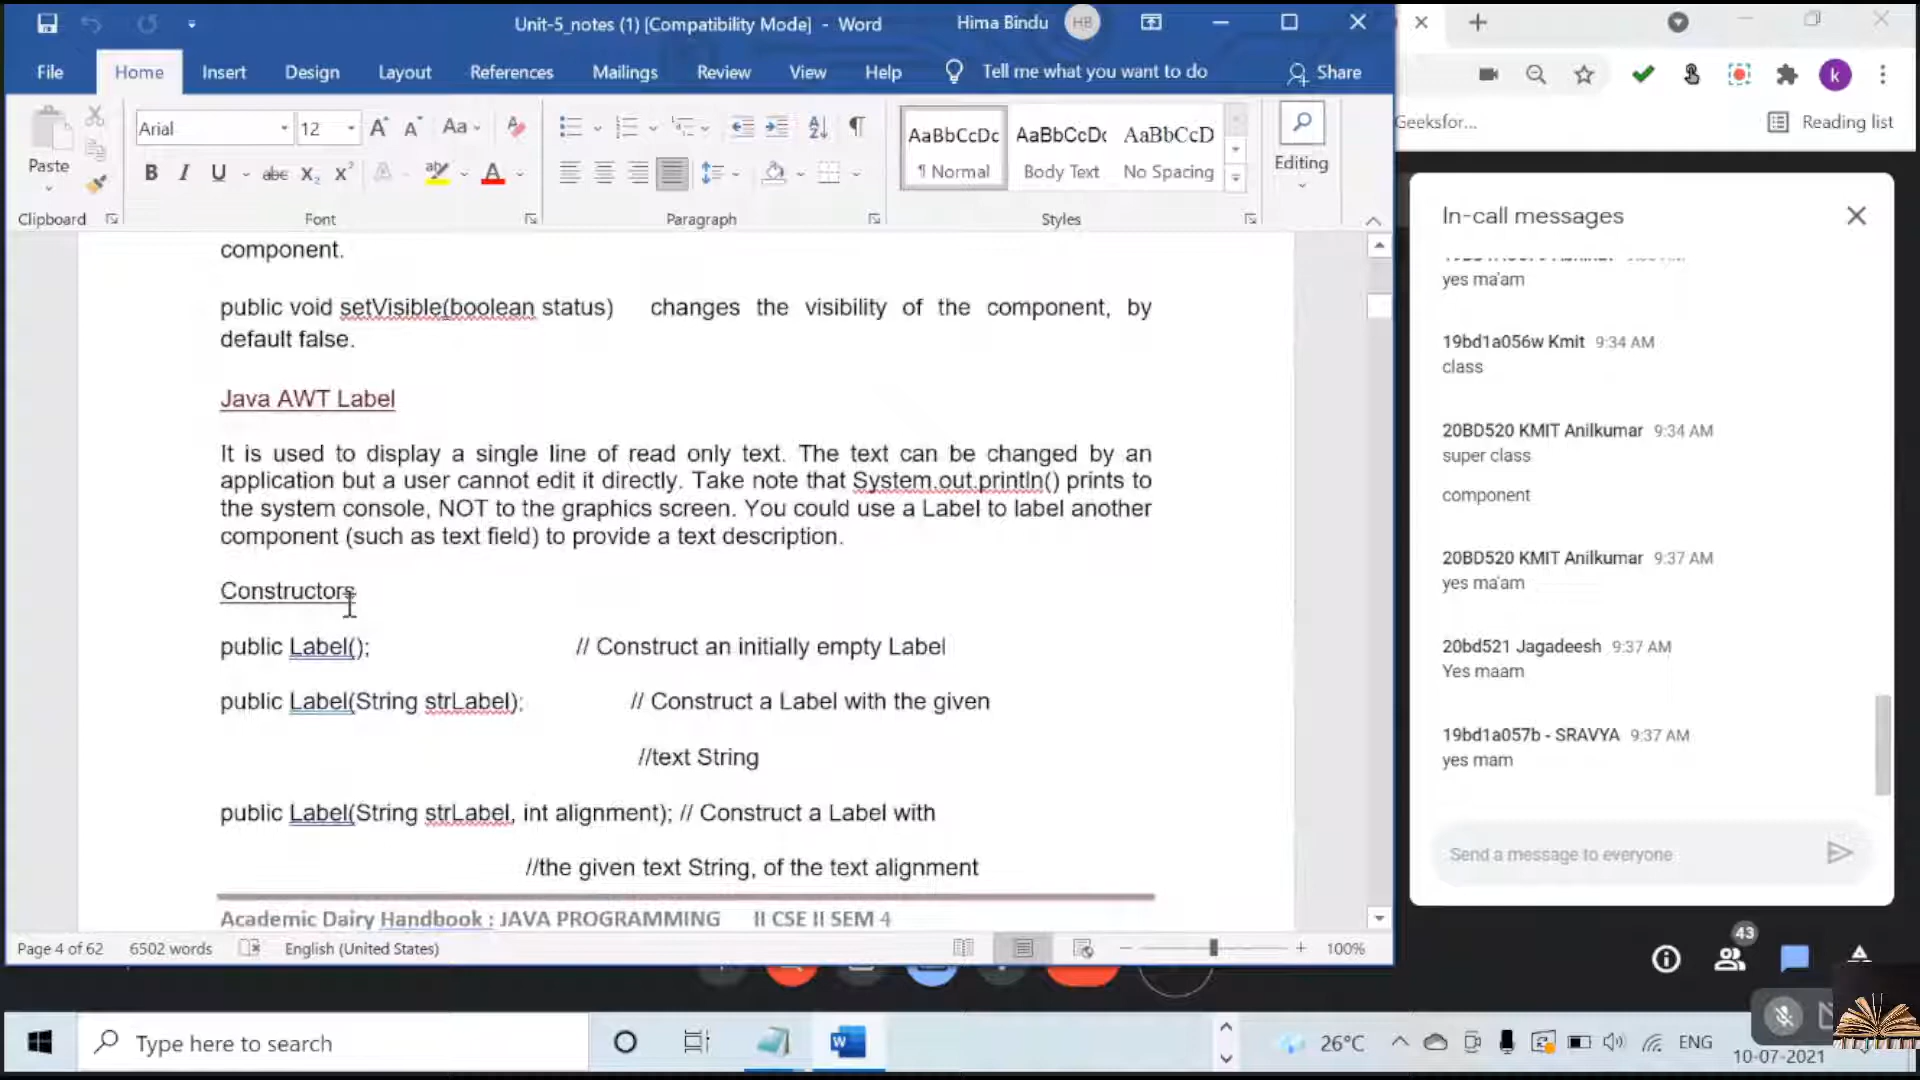 Unit-5_notes (1) [Compatibility Mode] - Word
Hima Bindu
HB
File
Home
Insert
Design
Layout
References
Mailings
Review
View
Help
Tell me what you want to do
Share
Paste
Clipboard
Arial
12
Aa
B I U abc X2 X2
Font
Paragraph
AaBbCcDc
¶ Normal
AaBbCcDc
Body Text
AaBbCcD
No Spacing
Styles
Editing
component.
public void setVisible(boolean status) changes the visibility of the component, by
default false.
Java AWT Label
It is used to display a single line of read only text. The text can be changed by an
application but a user cannot edit it directly. Take note that System.out.println() prints to
the system console, NOT to the graphics screen. You could use a Label to label another
component (such as text field) to provide a text description.
Constructors
public Label(); // Construct an initially empty Label
public Label(String strLabel); // Construct a Label with the given
//text String
public Label(String strLabel, int alignment); // Construct a Label with
//the given text String, of the text alignment
Academic Dairy Handbook : JAVA PROGRAMMING II CSE II SEM 4
Page 4 of 62
6502 words
English (United States)
100%
k
Geeksfor...
Reading list
In-call messages
yes ma'am
19bd1a056w Kmit 9:34 AM
class
20BD520 KMIT Anilkumar 9:34 AM
super class
component
20BD520 KMIT Anilkumar 9:37 AM
yes ma'am
20bd521 Jagadeesh 9:37 AM
Yes maam
19bd1a057b - SRAVYA 9:37 AM
yes mam
Send a message to everyone
43
Type here to search
W
26°C
ENG
10-07-2021